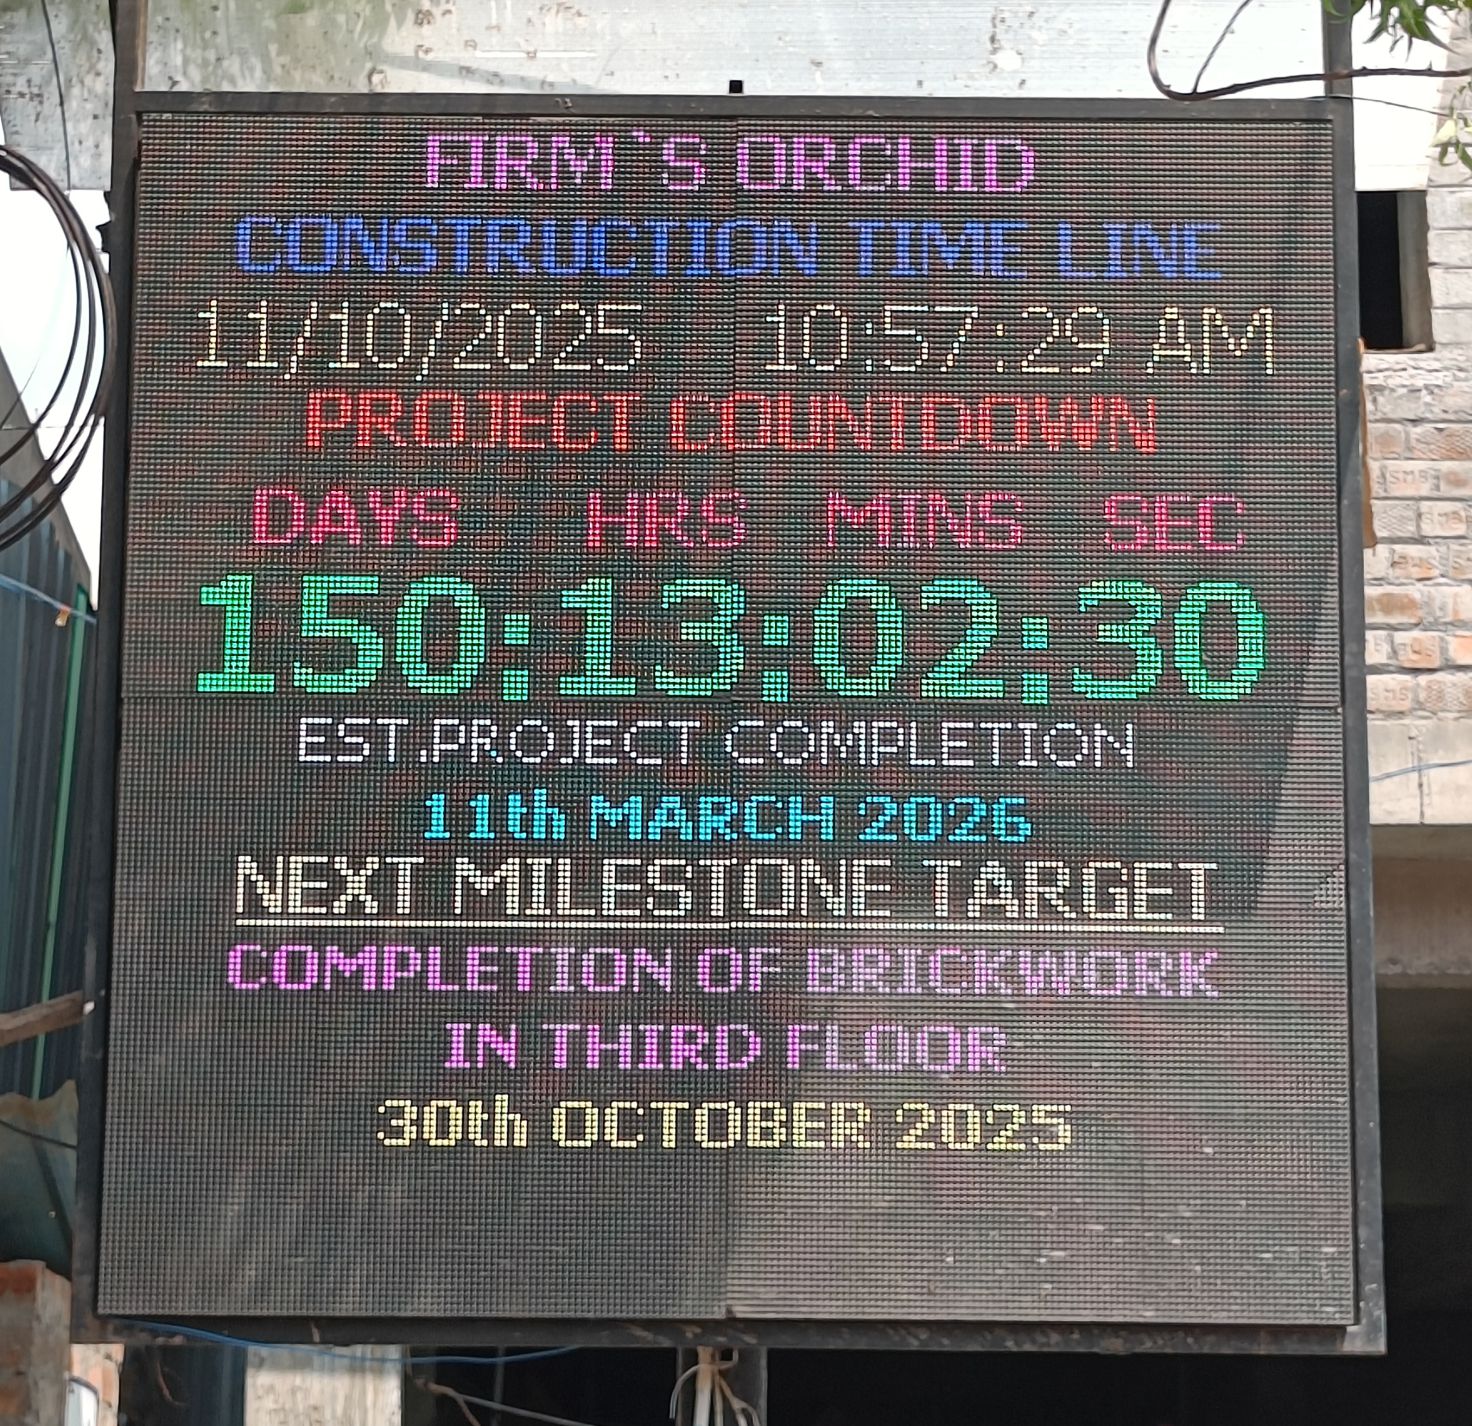 FIRM`S ORCHID
CONSTRUCTION TIME LINE
11/10/2025 10:57:29 AM
PROJECT COUNTDOWN
DAYS HRS MINS SEC
150:13:02:30
EST.PROJECT COMPLETION
11th MARCH 2026
NEXT MILESTONE TARGET
COMPLETION OF BRICKWORK
IN THIRD FLOOR
30th OCTOBER 2025